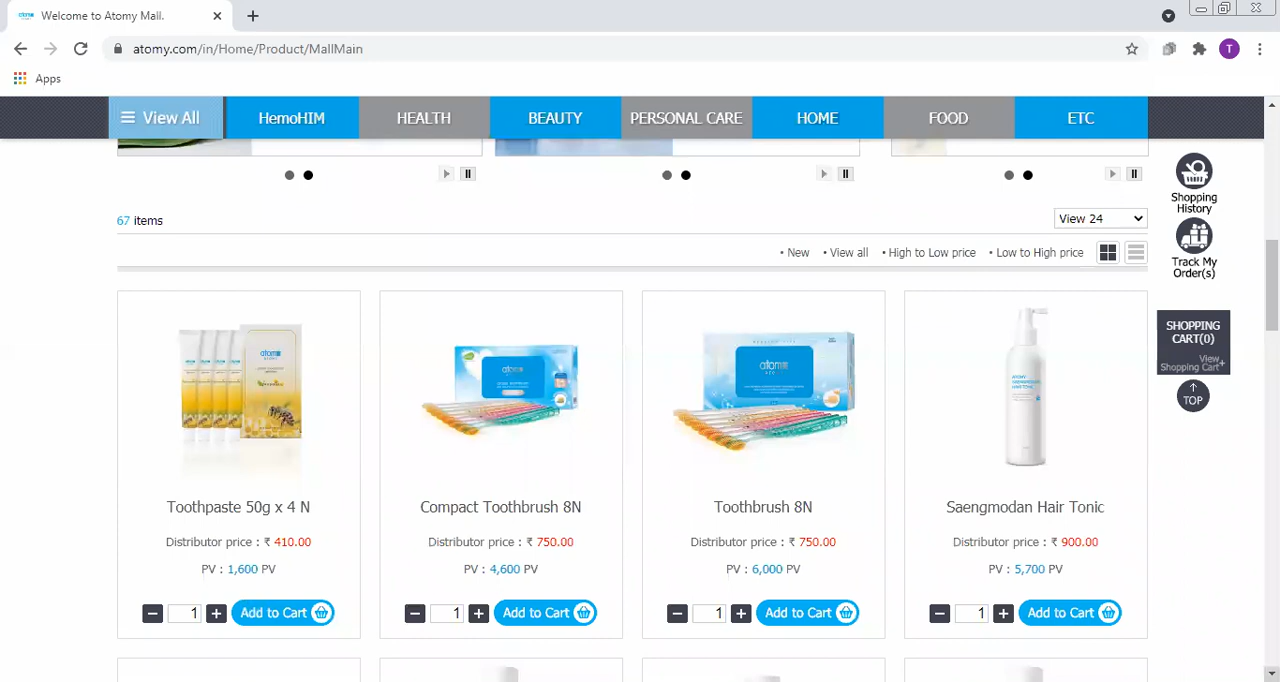 Welcome to Atomy Mall.
atomy.com/in/Home/Product/MallMain
T
Apps
View All
HemoHIM
HEALTH
BEAUTY
PERSONAL CARE
HOME
FOOD
ETC
Shopping
History
Track My
Order(s)
67 items
View 24
• New • View all • High to Low price • Low to High price
SHOPPING
CART(0)
View
Shopping Cart+
TOP
atomy
atomy
atomy
Toothpaste 50g x 4 N
Distributor price : ₹ 410.00
PV : 1,600 PV
1
Add to Cart
Compact Toothbrush 8N
Distributor price : ₹ 750.00
PV : 4,600 PV
1
Add to Cart
Toothbrush 8N
Distributor price : ₹ 750.00
PV : 6,000 PV
1
Add to Cart
Saengmodan Hair Tonic
Distributor price : ₹ 900.00
PV : 5,700 PV
1
Add to Cart